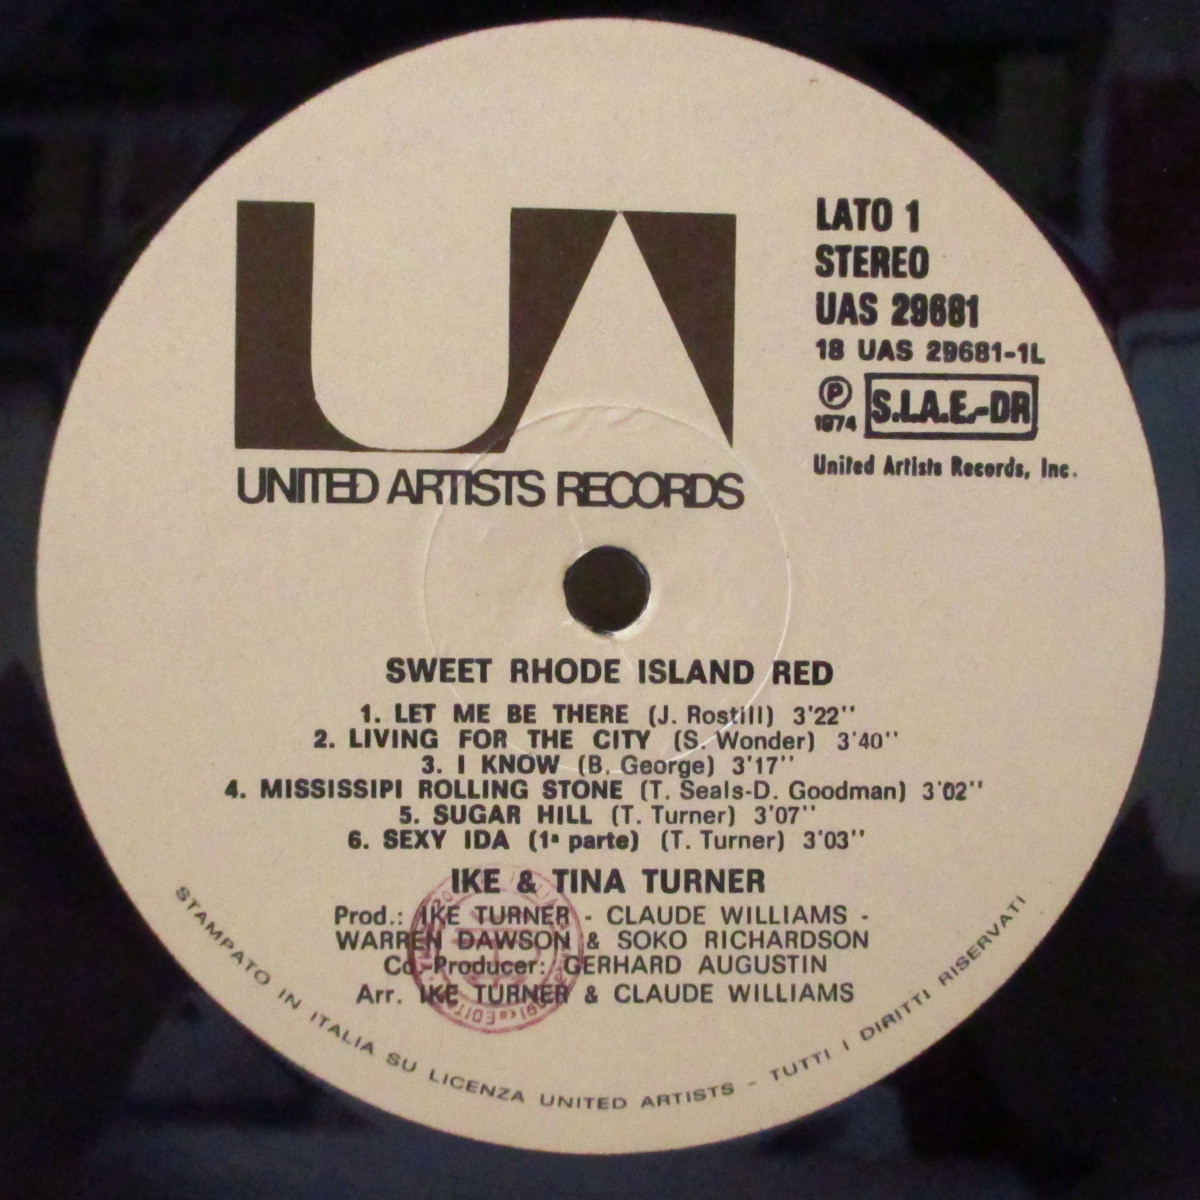 UA
UNITED ARTISTS RECORDS
LATO 1
STEREO
UAS 29681
18 UAS 29681-1L
℗ 1974 S.I.A.E.-DR
United Artists Records, Inc.
SWEET RHODE ISLAND RED
1. LET ME BE THERE (J. Rostill) 3'22''
2. LIVING FOR THE CITY (S. Wonder) 3'40''
3. I KNOW (B. George) 3'17''
4. MISSISSIPI ROLLING STONE (T. Seals-D. Goodman) 3'02''
5. SUGAR HILL (T. Turner) 3'07''
6. SEXY IDA (1ª parte) (T. Turner) 3'03''
IKE & TINA TURNER
Prod.: IKE TURNER - CLAUDE WILLIAMS -
WARREN DAWSON & SOKO RICHARDSON
Co-Producer: GERHARD AUGUSTIN
Arr. IKE TURNER & CLAUDE WILLIAMS
STAMPATO IN ITALIA SU LICENZA UNITED ARTISTS - TUTTI I DIRITTI RISERVATI